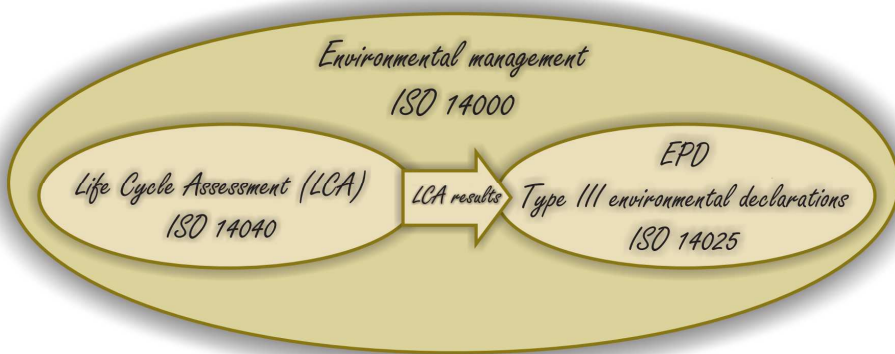 Environmental management
ISO 14000
Life Cycle Assessment (LCA)
ISO 14040
LCA results
EPD
Type III environmental declarations
ISO 14025